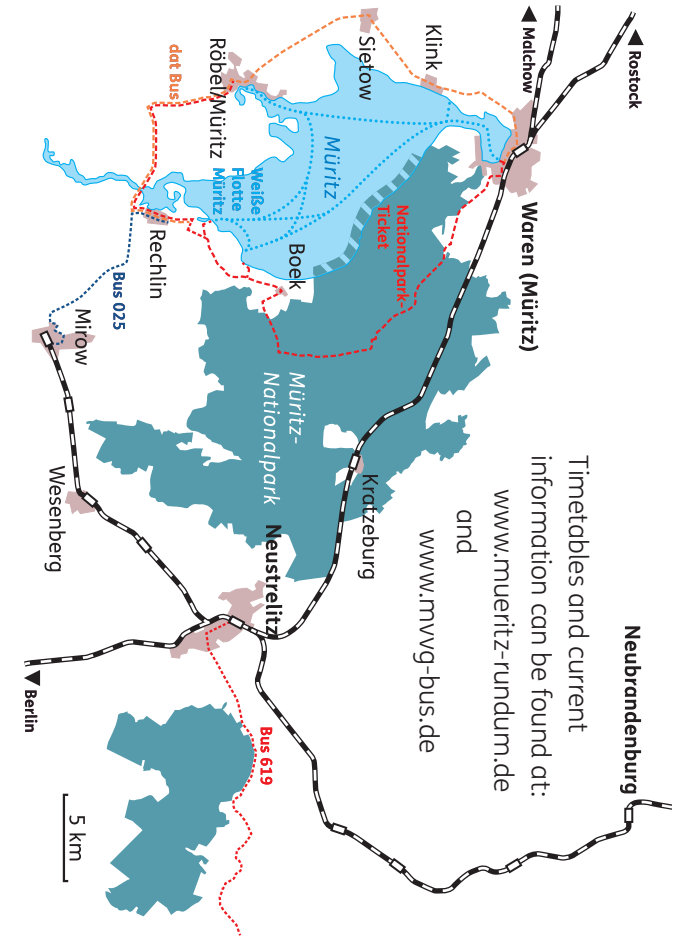 Rostock
Malchow
Waren (Müritz)
Klink
Sietow
Röbel/Müritz
dat Bus
Müritz
Weiße
Flotte
Müritz
Nationalpark-
Ticket
Boek
Rechlin
Bus 025
Mirow
Müritz-
Nationalpark
Kratzeburg
Wesenberg
Neustrelitz
Berlin
Bus 619
Neubrandenburg
Timetables and current
information can be found at:
www.mueritz-rundum.de
and
www.mvvg-bus.de
5 km